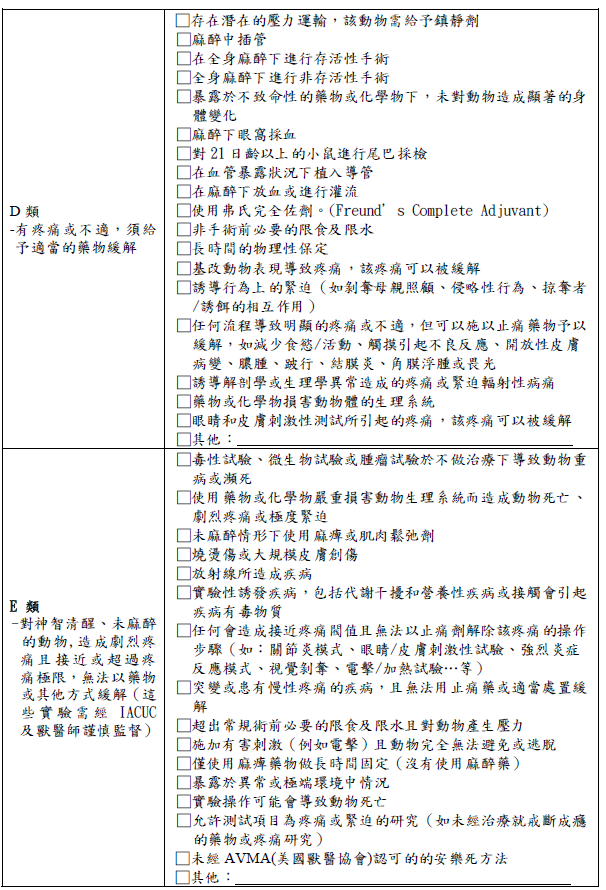 D 類
-有疼痛或不適，須給
予適當的藥物緩解
□存在潛在的壓力運輸，該動物需給予鎮靜劑
□麻醉中插管
□在全身麻醉下進行存活性手術
□全身麻醉下進行非存活性手術
□暴露於不致命性的藥物或化學物下，未對動物造成顯著的身
體變化
□麻醉下眼窩採血
□對 21 日齡以上的小鼠進行尾巴採檢
□在血管暴露狀況下植入導管
□在麻醉下放血或進行灌流
□使用弗氏完全佐劑。(Freund’s Complete Adjuvant)
□非手術前必要的限食及限水
□長時間的物理性保定
□基改動物表現導致疼痛，該疼痛可以被緩解
□誘導行為上的緊迫（如剝奪母親照顧、侵略性行為、掠奪者
/誘餌的相互作用）
□任何流程導致明顯的疼痛或不適，但可以施以止痛藥物予以
緩解，如減少食慾/活動、觸摸引起不良反應、開放性皮膚
病變、膿腫、跛行、結膜炎、角膜浮腫或畏光
□誘導解剖學或生理學異常造成的疼痛或緊迫輻射性病痛
□藥物或化學物損害動物體的生理系統
□眼睛和皮膚刺激性測試所引起的疼痛，該疼痛可以被緩解
□其他：
E 類
-對神智清醒、未麻醉
的動物,造成劇烈疼
痛且接近或超過疼
痛極限，無法以藥物
或其他方式緩解（這
些實驗需經 IACUC
及獸醫師謹慎監督）
□毒性試驗、微生物試驗或腫瘤試驗於不做治療下導致動物重
病或瀕死
□使用藥物或化學物嚴重損害動物生理系統而造成動物死亡、
劇烈疼痛或極度緊迫
□未麻醉情形下使用麻痺或肌肉鬆弛劑
□燒燙傷或大規模皮膚創傷
□放射線所造成疾病
□實驗性誘發疾病，包括代謝干擾和營養性疾病或接觸會引起
疾病有毒物質
□任何會造成接近疼痛閥值且無法以止痛劑解除該疼痛的操作
步驟（如：關節炎模式、眼睛/皮膚刺激性試驗、強烈炎症
反應模式、視覺剝奪、電擊/加熱試驗…等）
□突變或患有慢性疼痛的疾病，且無法用止痛藥或適當處置緩
解
□超出常規術前必要的限食及限水且對動物產生壓力
□施加有害刺激（例如電擊）且動物完全無法避免或逃脫
□僅使用麻痺藥物做長時間固定（沒有使用麻醉藥）
□暴露於異常或極端環境中情況
□實驗操作可能會導致動物死亡
□允許測試項目為疼痛或緊迫的研究（如未經治療就戒斷成癮
的藥物或疼痛研究）
□未經 AVMA(美國獸醫協會)認可的的安樂死方法
□其他：